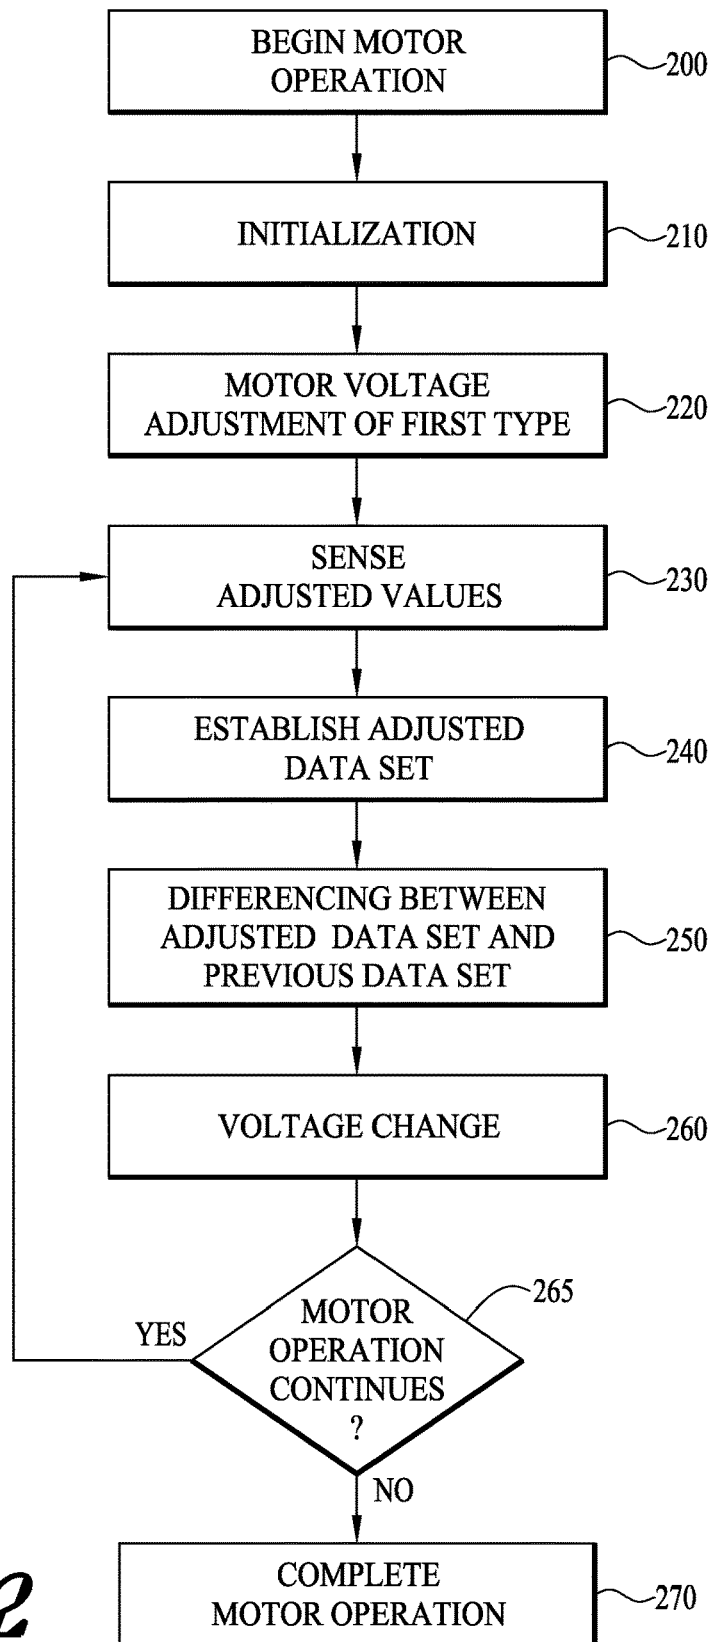 BEGIN MOTOR
OPERATION
200
INITIALIZATION
210
MOTOR VOLTAGE
ADJUSTMENT OF FIRST TYPE
220
SENSE
ADJUSTED VALUES
230
ESTABLISH ADJUSTED
DATA SET
240
DIFFERENCING BETWEEN
ADJUSTED DATA SET AND
PREVIOUS DATA SET
250
VOLTAGE CHANGE
260
265
YES
MOTOR
OPERATION
CONTINUES
?
NO
COMPLETE
MOTOR OPERATION
270
2